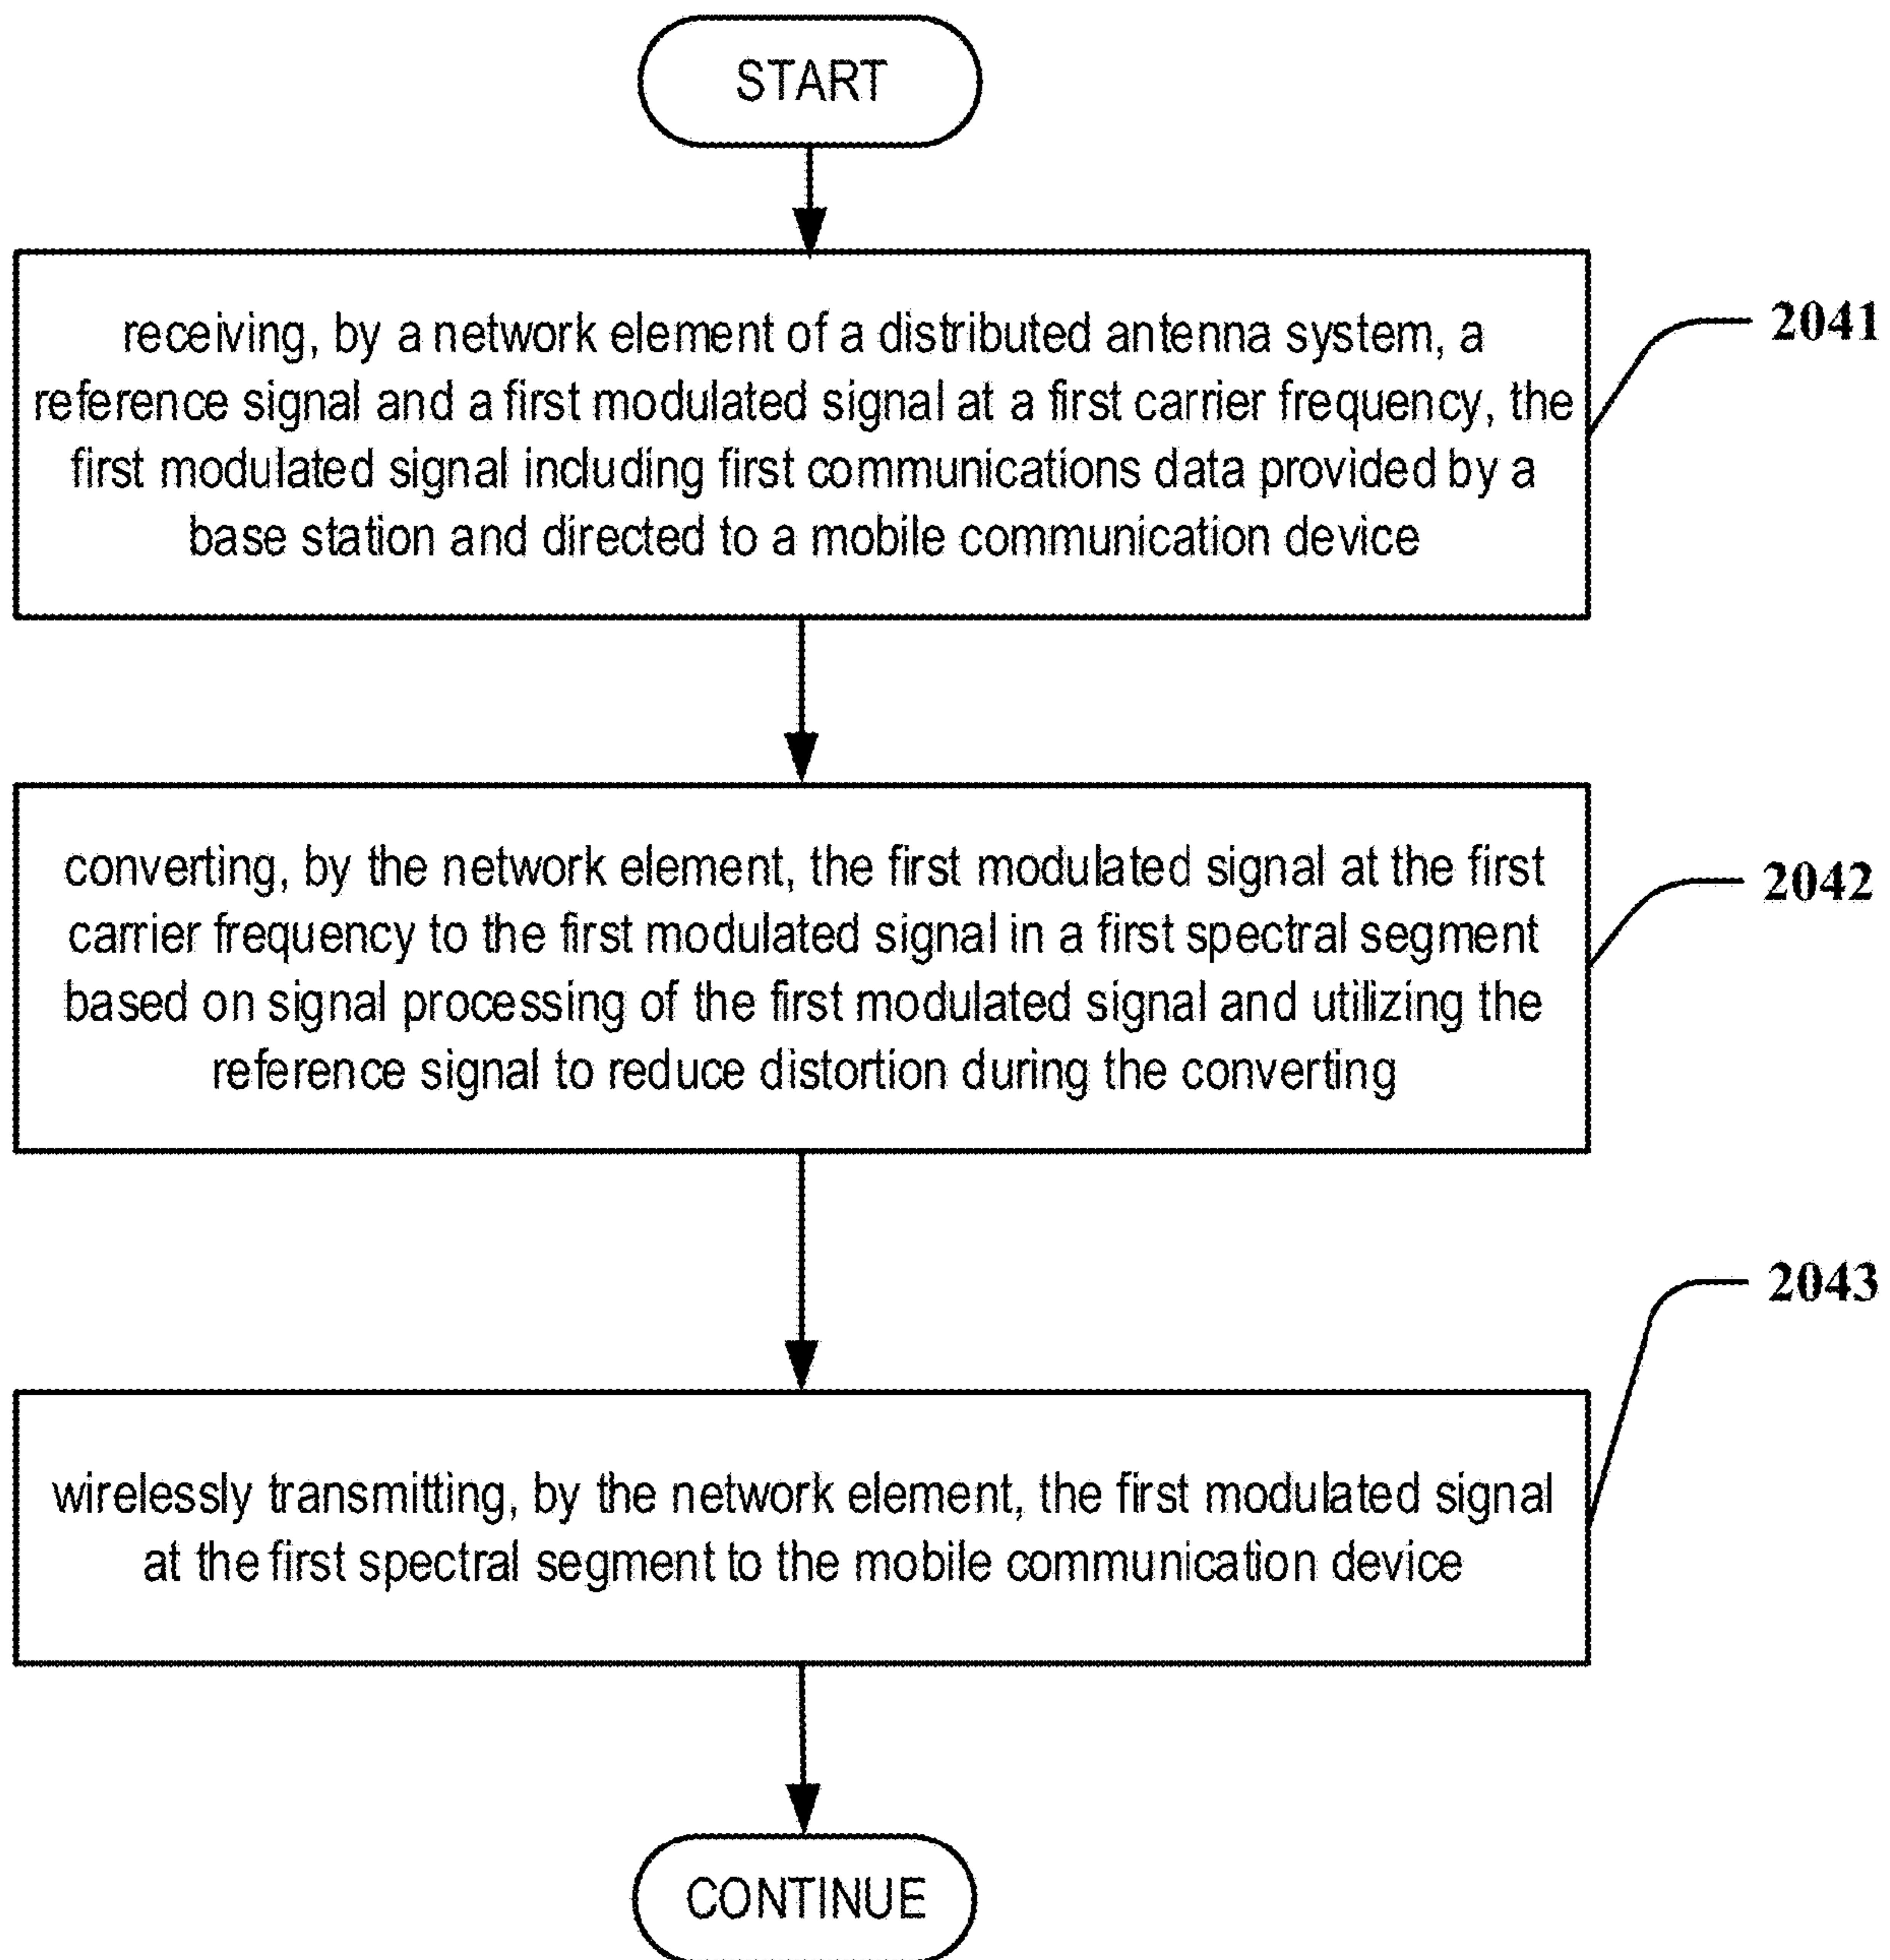 START
receiving, by a network element of a distributed antenna system, a
reference signal and a first modulated signal at a first carrier frequency, the
first modulated signal including first communications data provided by a
base station and directed to a mobile communication device
2041
converting, by the network element, the first modulated signal at the first
carrier frequency to the first modulated signal in a first spectral segment
based on signal processing of the first modulated signal and utilizing the
reference signal to reduce distortion during the converting
2042
wirelessly transmitting, by the network element, the first modulated signal
at the first spectral segment to the mobile communication device
2043
CONTINUE